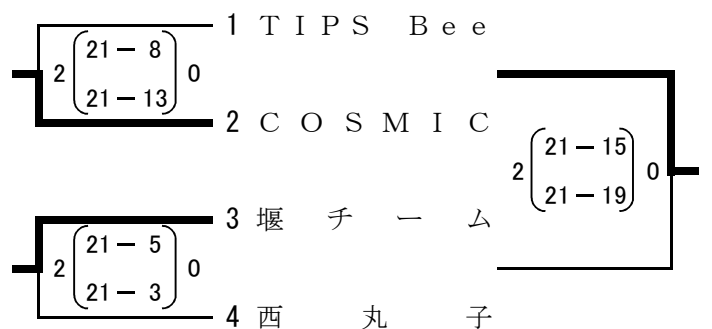 1 TIPS Bee
2 ( 21 － 8
21 － 13 ) 0
2 COSMIC
2 ( 21 － 15
21 － 19 ) 0
3 堰チーム
2 ( 21 － 5
21 － 3 ) 0
4 西丸子